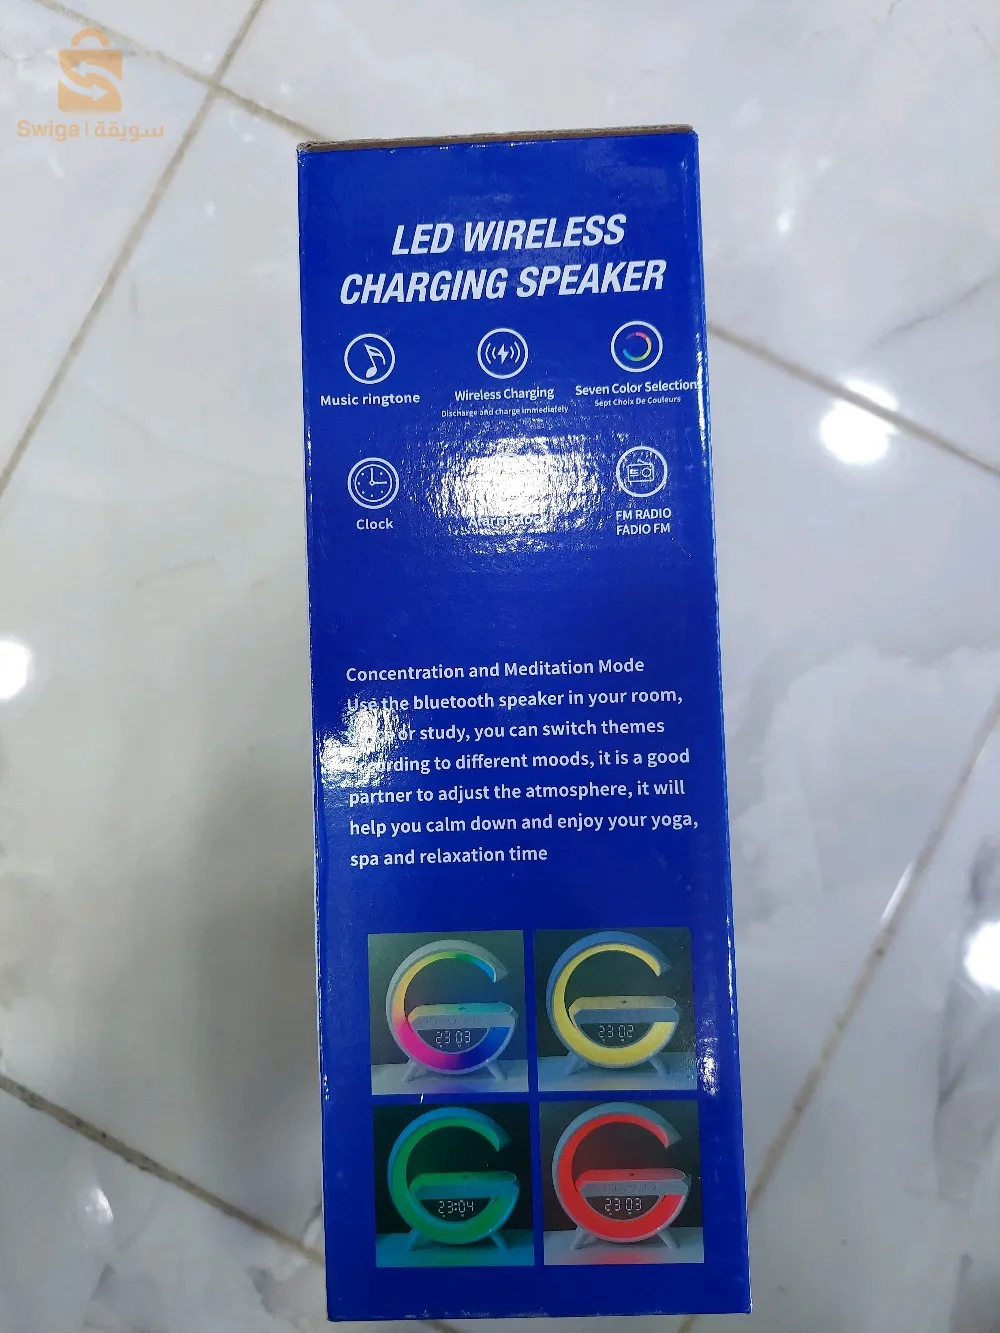 Swiga | سويقة
LED WIRELESS
CHARGING SPEAKER
Music ringtone
Wireless Charging
Discharge and charge immediately
Seven Color Selection
Sept Choix De Couleurs
Clock
FM RADIO
FADIO FM
Concentration and Meditation Mode
Use the bluetooth speaker in your room,
or study, you can switch themes
according to different moods, it is a good
partner to adjust the atmosphere, it will
help you calm down and enjoy your yoga,
spa and relaxation time
23:03
23:02
23:04
23:03